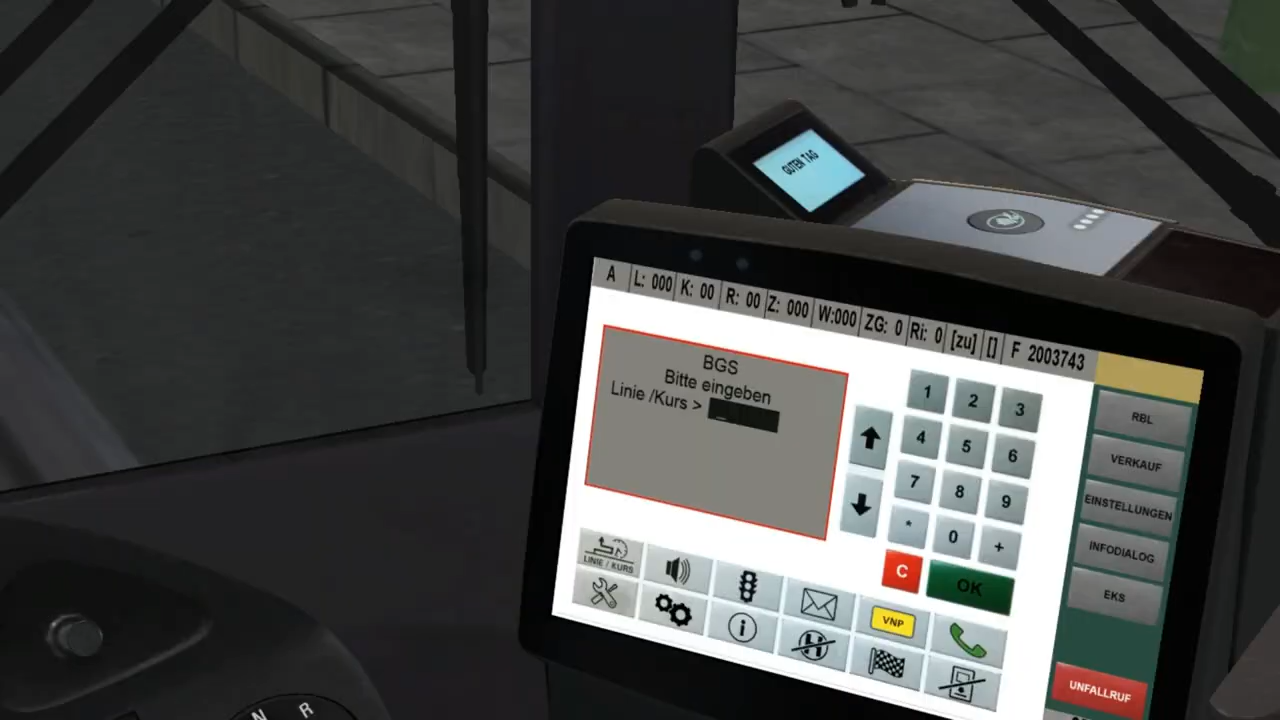 GUTEN TAG
A L: 000 K: 00 R: 00 Z: 000 W:000 ZG: 0 Ri: 0 [zu] [] F 2003743
BGS
Bitte eingeben
Linie /Kurs > _
1 2 3
4 5 6
7 8 9
* 0 +
C OK
RBL
VERKAUF
EINSTELLUNGEN
INFODIALOG
EKS
UNFALLRUF
LINIE / KURS
VNP
i
H
N R